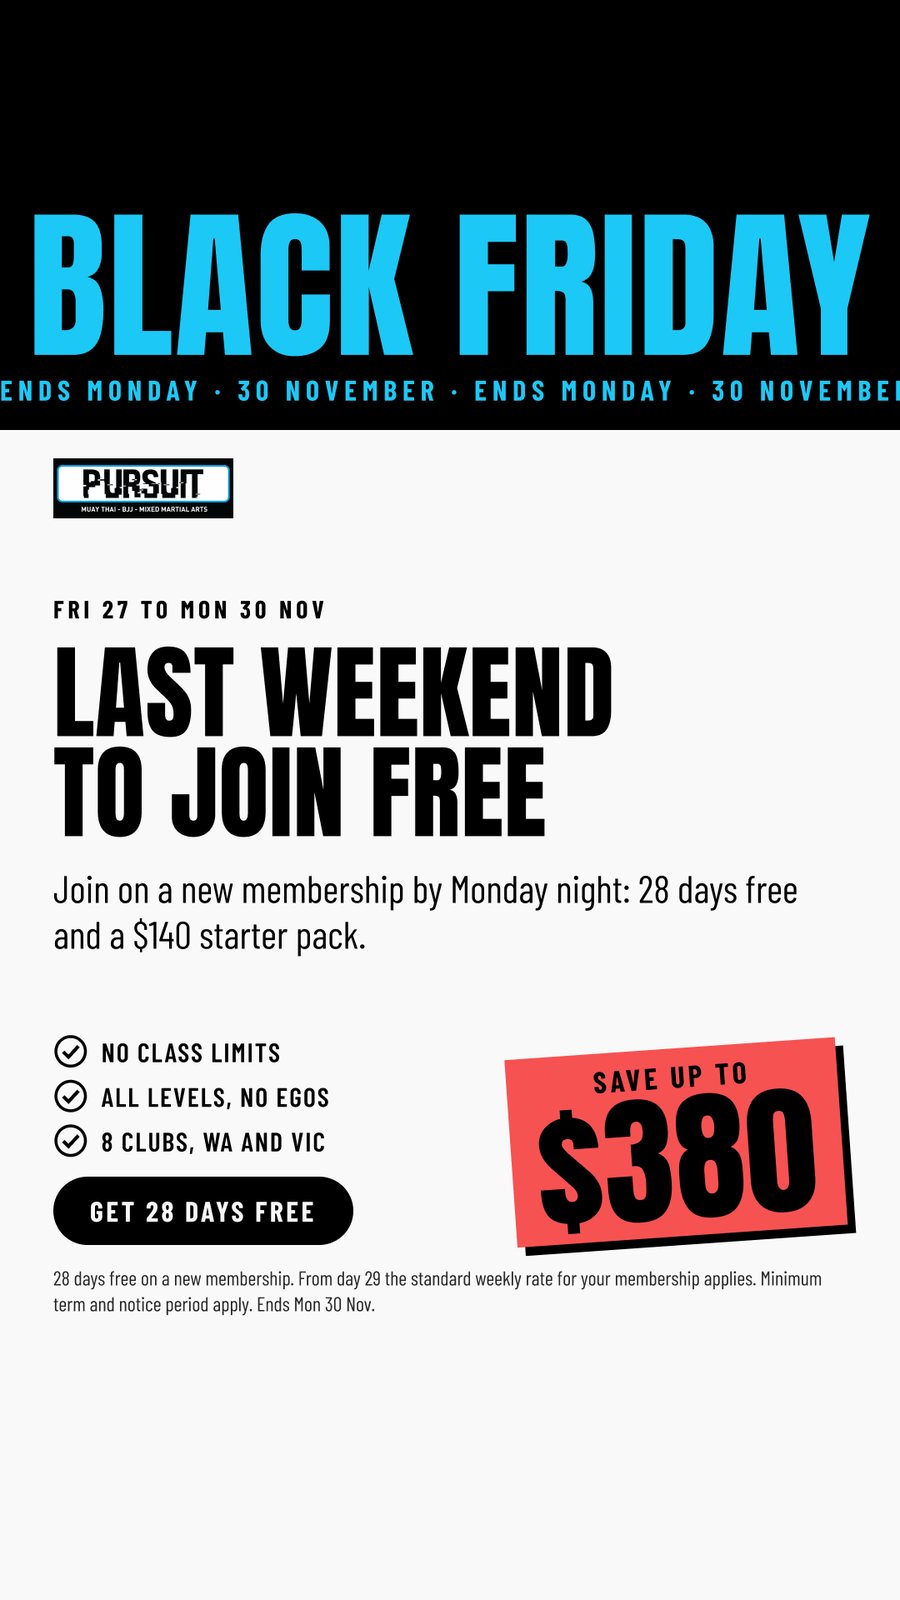 BLACK FRIDAY
ENDS MONDAY · 30 NOVEMBER · ENDS MONDAY · 30 NOVEMBER
PURSUIT
MUAY THAI - BJJ - MIXED MARTIAL ARTS
FRI 27 TO MON 30 NOV
LAST WEEKEND
TO JOIN FREE
Join on a new membership by Monday night: 28 days free
and a $140 starter pack.
NO CLASS LIMITS
ALL LEVELS, NO EGOS
8 CLUBS, WA AND VIC
GET 28 DAYS FREE
SAVE UP TO
$380
28 days free on a new membership. From day 29 the standard weekly rate for your membership applies. Minimum
term and notice period apply. Ends Mon 30 Nov.